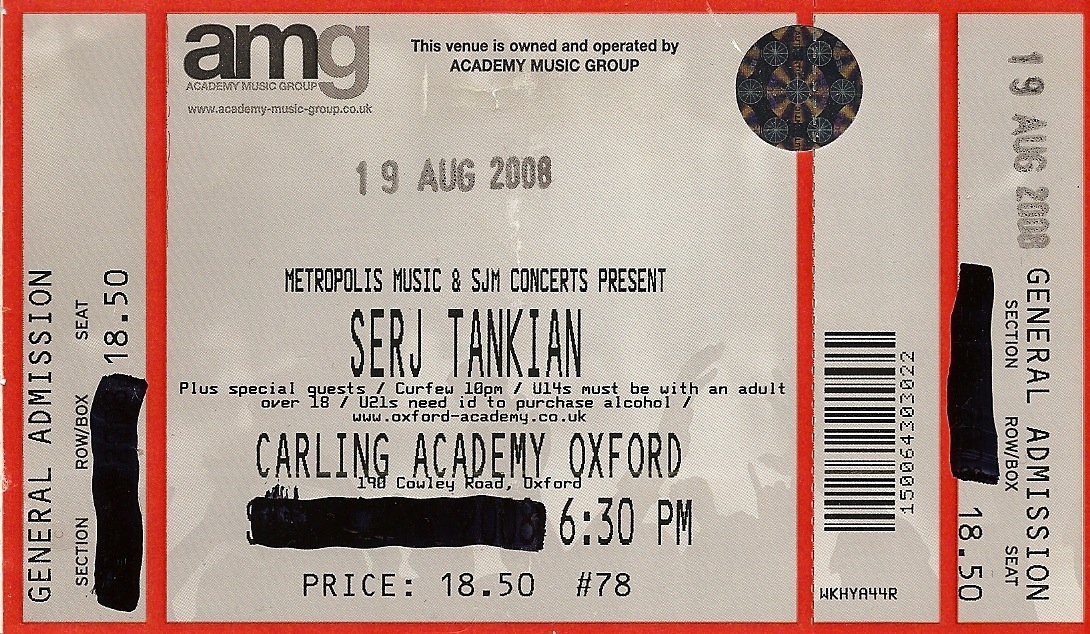 GENERAL ADMISSION
SECTION ROW/BOX SEAT
18.50
amg
ACADEMY MUSIC GROUP
www.academy-music-group.co.uk
This venue is owned and operated by
ACADEMY MUSIC GROUP
19 AUG 2008
METROPOLIS MUSIC & SJM CONCERTS PRESENT
SERJ TANKIAN
Plus special guests / Curfew 10pm / U14s must be with an adult
over 18 / U21s need id to purchase alcohol /
www.oxford-academy.co.uk
CARLING ACADEMY OXFORD
190 Cowley Road, Oxford
6:30 PM
PRICE: 18.50 #78
1500643303022
WKHYA44R
19 AUG 2008
GENERAL ADMISSION
SECTION ROW/BOX SEAT
18.50